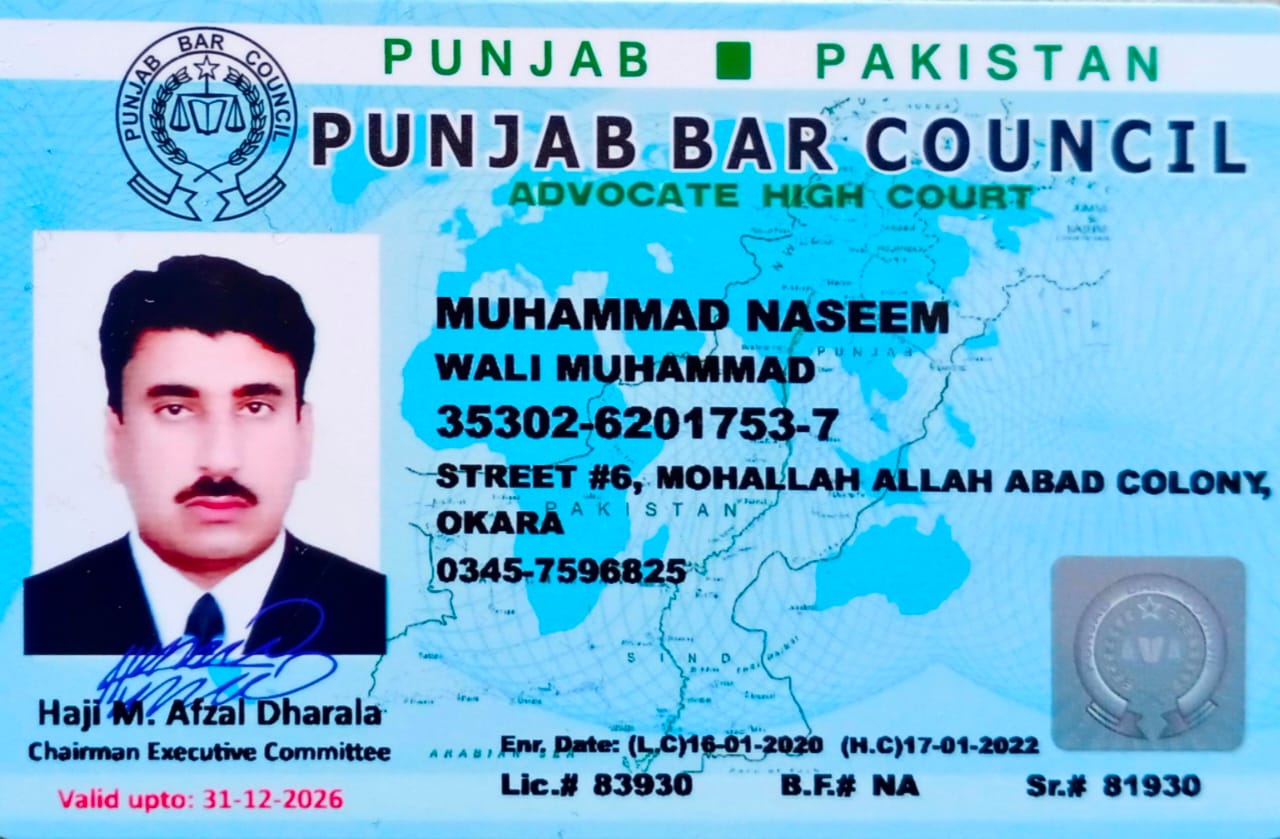 PUNJAB BAR COUNCIL
PUNJAB ■ PAKISTAN
PUNJAB BAR COUNCIL
ADVOCATE HIGH COURT
MUHAMMAD NASEEM
WALI MUHAMMAD
35302-6201753-7
STREET #6, MOHALLAH ALLAH ABAD COLONY,
OKARA
0345-7596825
PUNJAB
PAKISTAN
SIND
ARABIAN SEA
Haji M. Afzal Dharala
Chairman Executive Committee
Valid upto: 31-12-2026
Enr. Date: (L.C)16-01-2020 (H.C)17-01-2022
Lic.# 83930 B.F.# NA Sr.# 81930